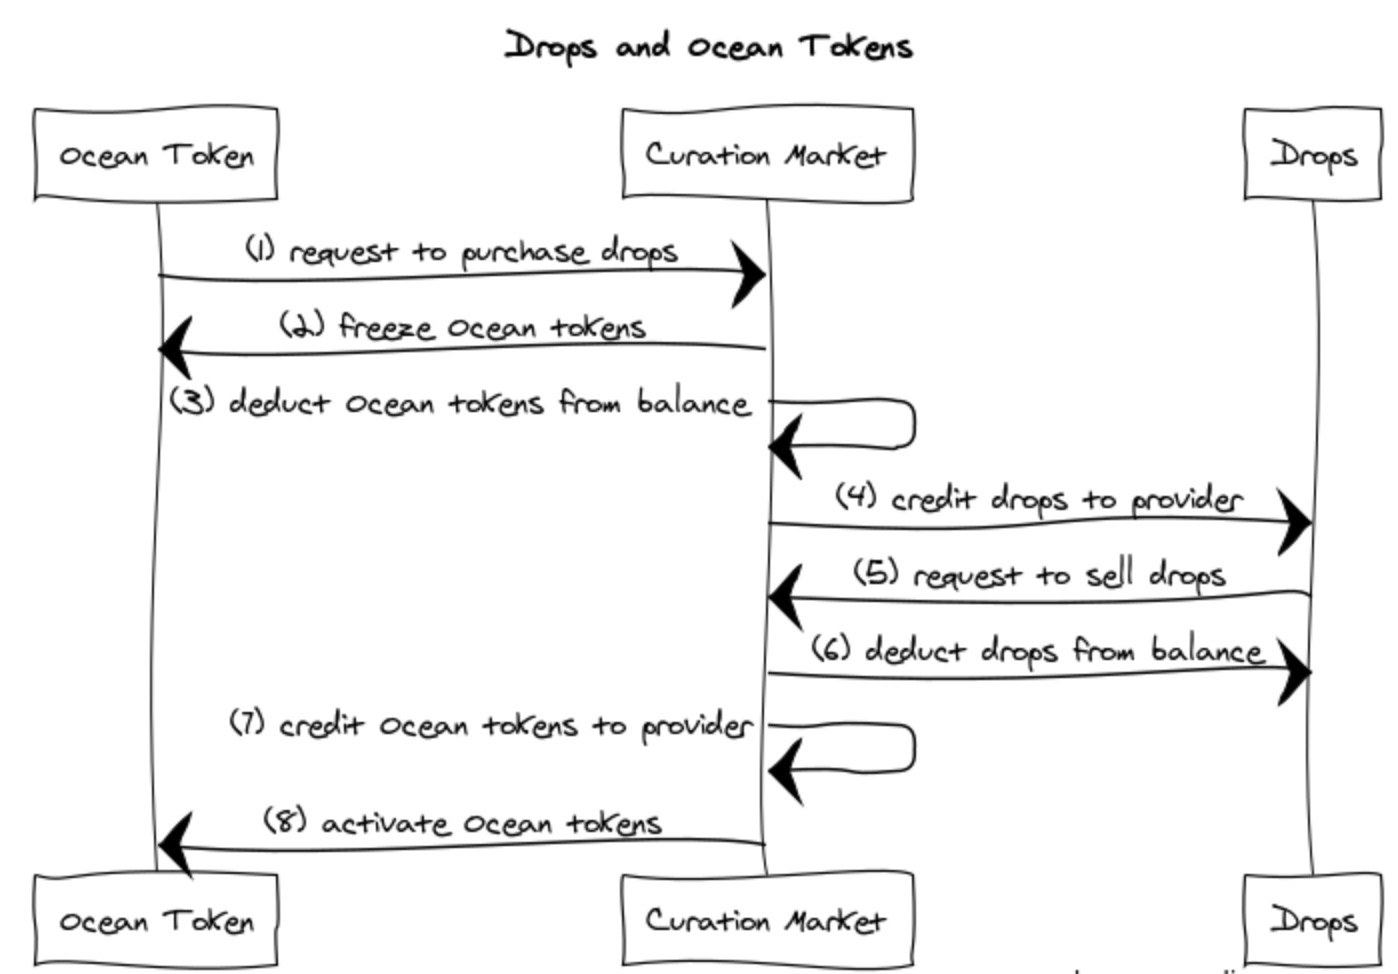 Drops and Ocean Tokens
Ocean Token
Curation Market
Drops
(1) request to purchase drops
(2) freeze Ocean tokens
(3) deduct Ocean tokens from balance
(4) credit drops to provider
(5) request to sell drops
(6) deduct drops from balance
(7) credit Ocean tokens to provider
(8) activate Ocean tokens
Ocean Token
Curation Market
Drops